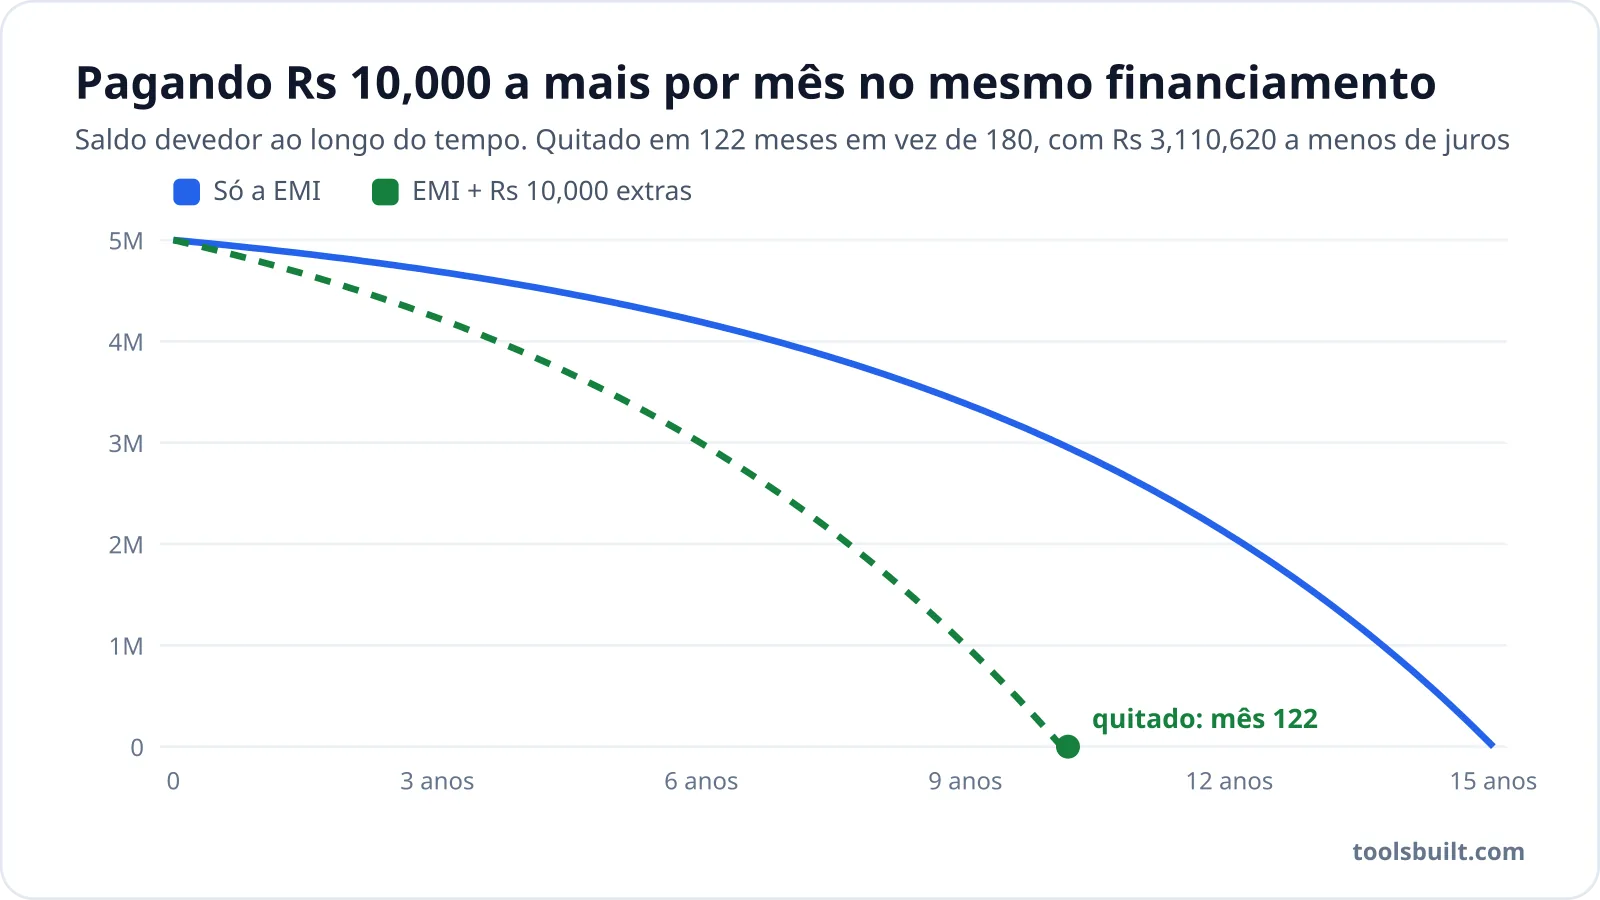 Pagando Rs 10,000 a mais por mês no mesmo financiamento
Saldo devedor ao longo do tempo. Quitado em 122 meses em vez de 180, com Rs 3,110,620 a menos de juros
Só a EMI
EMI + Rs 10,000 extras
5M
4M
3M
2M
1M
0
quitado: mês 122
0
3 anos
6 anos
9 anos
12 anos
15 anos
toolsbuilt.com